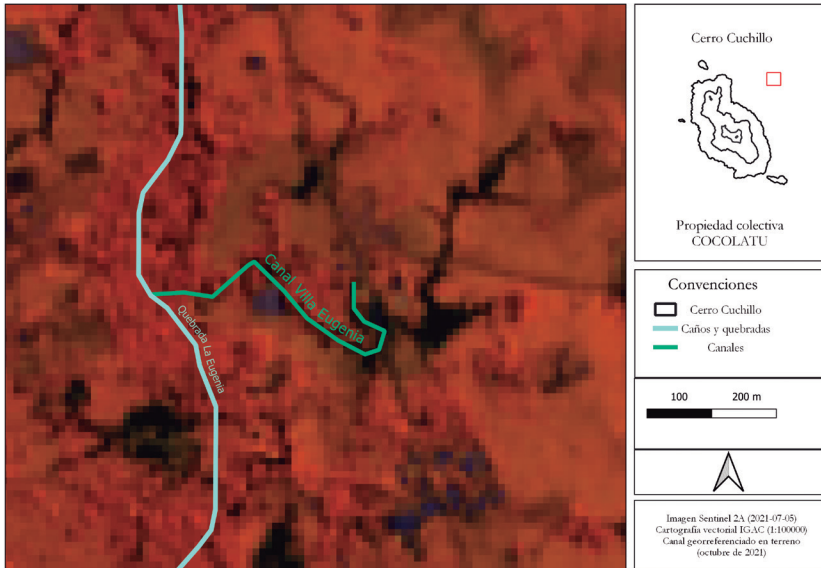 Canal Villa Eugenia
Quebrada La Eugenia
Cerro Cuchillo
Propiedad colectiva
COCOLATU
Convenciones
Cerro Cuchillo
Caños y quebradas
Canales
100 200 m
Imagen Sentinel 2A (2021-07-05)
Cartografía vectorial IGAC (1:100000)
Canal georreferenciado en terreno
(octubre de 2021)